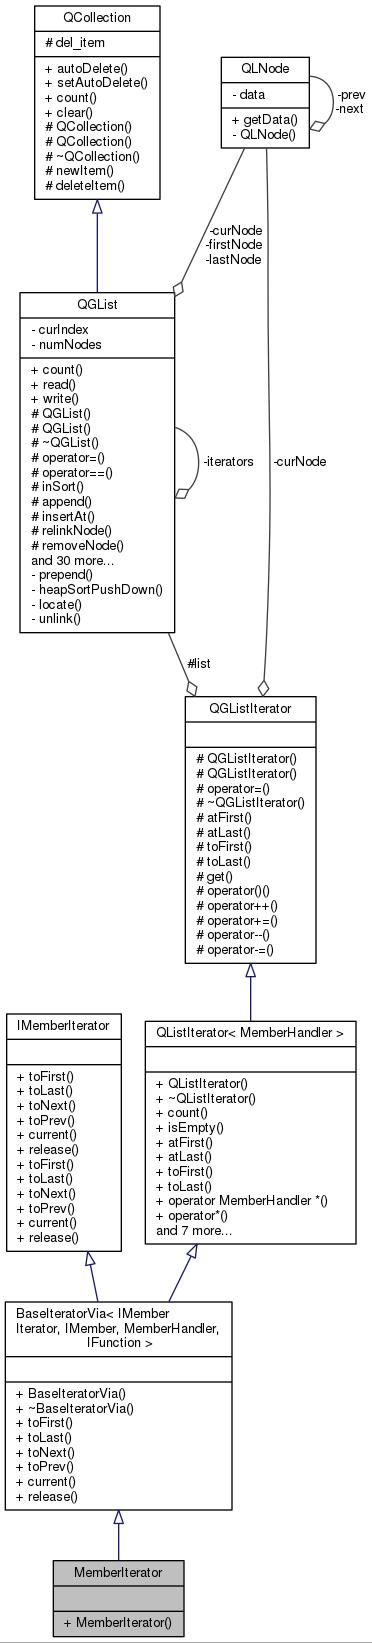 QCollection
# del_item
+ autoDelete()
+ setAutoDelete()
+ count()
+ clear()
# QCollection()
# QCollection()
# ~QCollection()
# newItem()
# deleteItem()
QLNode
- data
+ getData()
- QLNode()
-prev
-next
-curNode
-firstNode
-lastNode
QGList
- curIndex
- numNodes
+ count()
+ read()
+ write()
# QGList()
# QGList()
# ~QGList()
# operator=()
# operator==()
# inSort()
# append()
# insertAt()
# relinkNode()
# removeNode()
and 30 more...
- prepend()
- heapSortPushDown()
- locate()
- unlink()
-iterators
-curNode
#list
QGListIterator
# QGListIterator()
# QGListIterator()
# operator=()
# ~QGListIterator()
# atFirst()
# atLast()
# toFirst()
# toLast()
# get()
# operator()()
# operator++()
# operator+=()
# operator--()
# operator-=()
IMemberIterator
+ toFirst()
+ toLast()
+ toNext()
+ toPrev()
+ current()
+ release()
+ toFirst()
+ toLast()
+ toNext()
+ toPrev()
+ current()
+ release()
QListIterator< MemberHandler >
+ QListIterator()
+ ~QListIterator()
+ count()
+ isEmpty()
+ atFirst()
+ atLast()
+ toFirst()
+ toLast()
+ operator MemberHandler *()
+ operator*()
and 7 more...
BaseIteratorVia< IMember
Iterator, IMember, MemberHandler,
IFunction >
+ BaseIteratorVia()
+ ~BaseIteratorVia()
+ toFirst()
+ toLast()
+ toNext()
+ toPrev()
+ current()
+ release()
MemberIterator
+ MemberIterator()